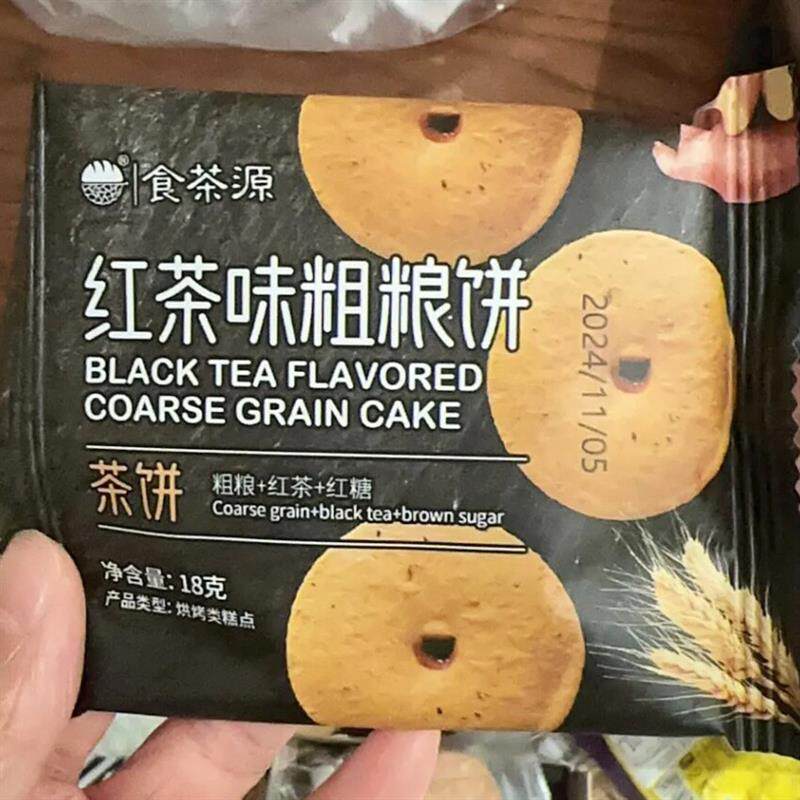 食茶源
红茶味粗粮饼
BLACK TEA FLAVORED
COARSE GRAIN CAKE
茶饼
粗粮+红茶+红糖
Coarse grain+black tea+brown sugar
净含量: 18克
产品类型: 烘烤类糕点
2024/11/05